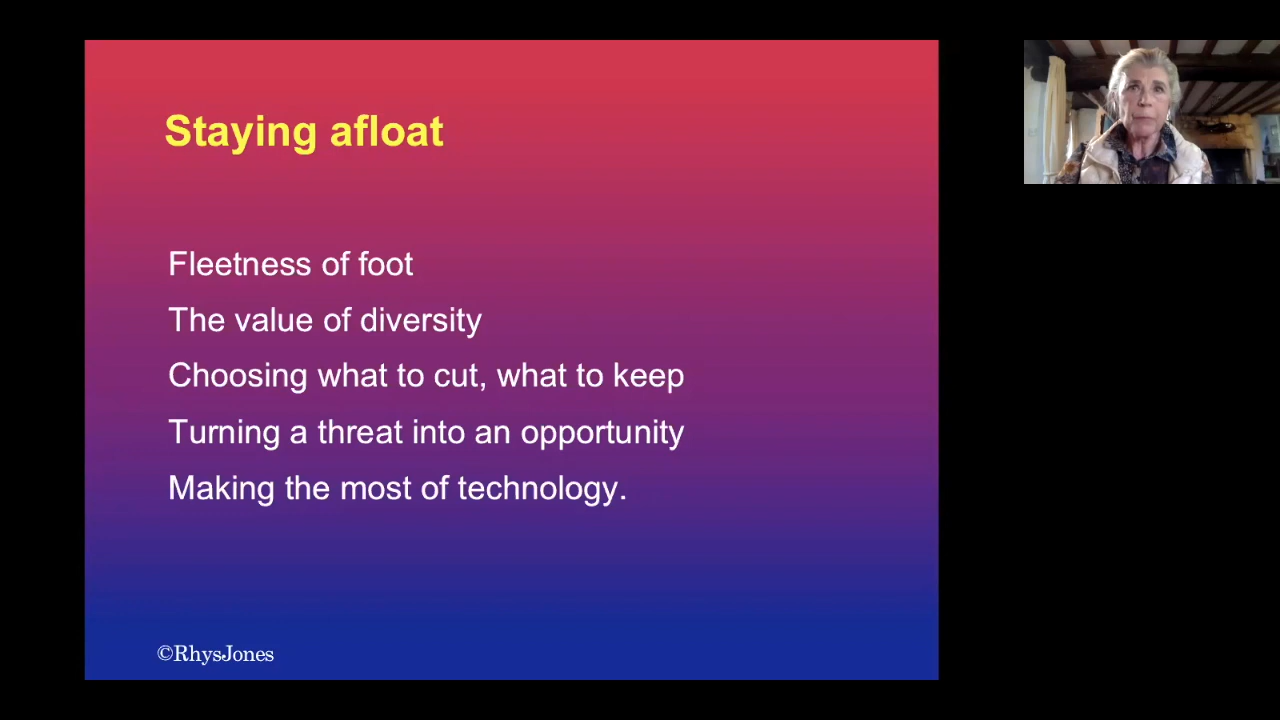 Staying afloat
Fleetness of foot
The value of diversity
Choosing what to cut, what to keep
Turning a threat into an opportunity
Making the most of technology.
©RhysJones